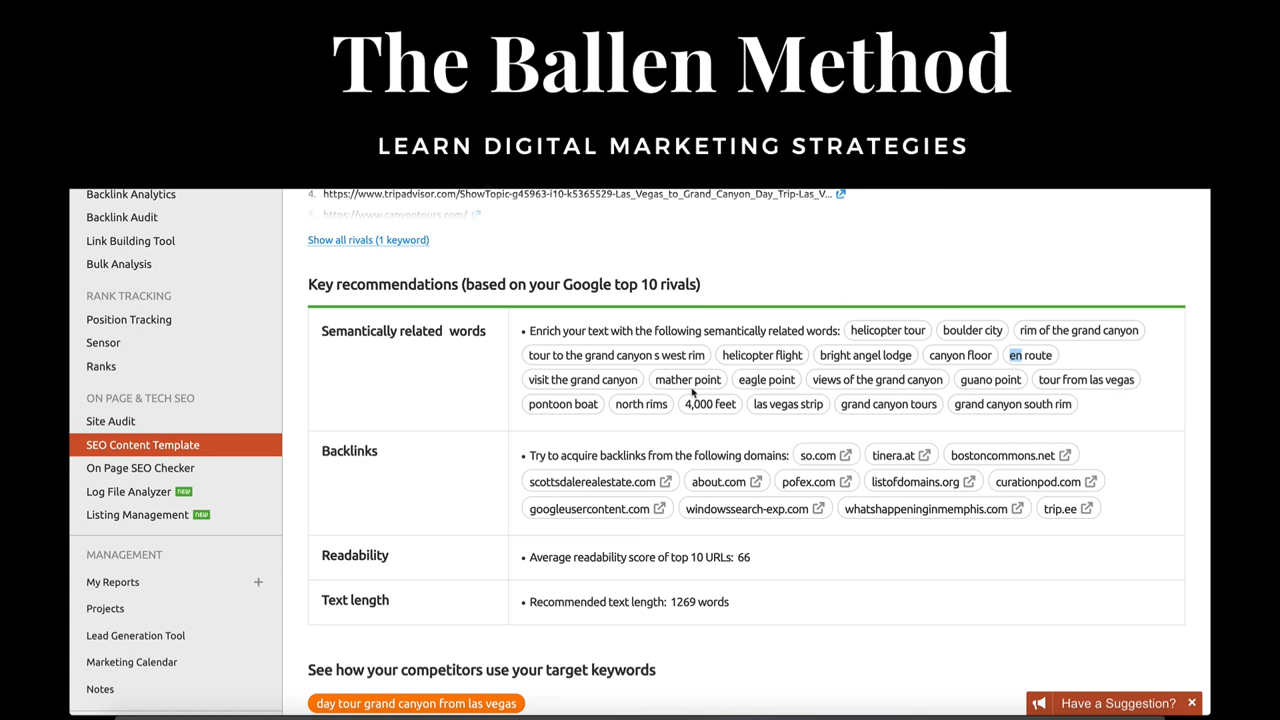 The Ballen Method
LEARN DIGITAL MARKETING STRATEGIES
Backlink Analytics
Backlink Audit
Link Building Tool
Bulk Analysis
RANK TRACKING
Position Tracking
Sensor
Ranks
ON PAGE & TECH SEO
Site Audit
SEO Content Template
On Page SEO Checker
Log File Analyzer NEW
Listing Management NEW
MANAGEMENT
My Reports +
Projects
Lead Generation Tool
Marketing Calendar
Notes
4. https://www.tripadvisor.com/ShowTopic-g45963-i10-k5365529-Las_Vegas_to_Grand_Canyon_Day_Trip-Las_V...
5. https://www.canyontours.com/
Show all rivals (1 keyword)
Key recommendations (based on your Google top 10 rivals)
Semantically related words
• Enrich your text with the following semantically related words: helicopter tour boulder city rim of the grand canyon
tour to the grand canyon s west rim helicopter flight bright angel lodge canyon floor en route
visit the grand canyon mather point eagle point views of the grand canyon guano point tour from las vegas
pontoon boat north rims 4,000 feet las vegas strip grand canyon tours grand canyon south rim
Backlinks
• Try to acquire backlinks from the following domains: so.com tinera.at bostoncommons.net
scottsdalerealestate.com about.com pofex.com listofdomains.org curationpod.com
googleusercontent.com windowssearch-exp.com whatshappeninginmemphis.com trip.ee
Readability
• Average readability score of top 10 URLs: 66
Text length
• Recommended text length: 1269 words
See how your competitors use your target keywords
day tour grand canyon from las vegas
Have a Suggestion? ×